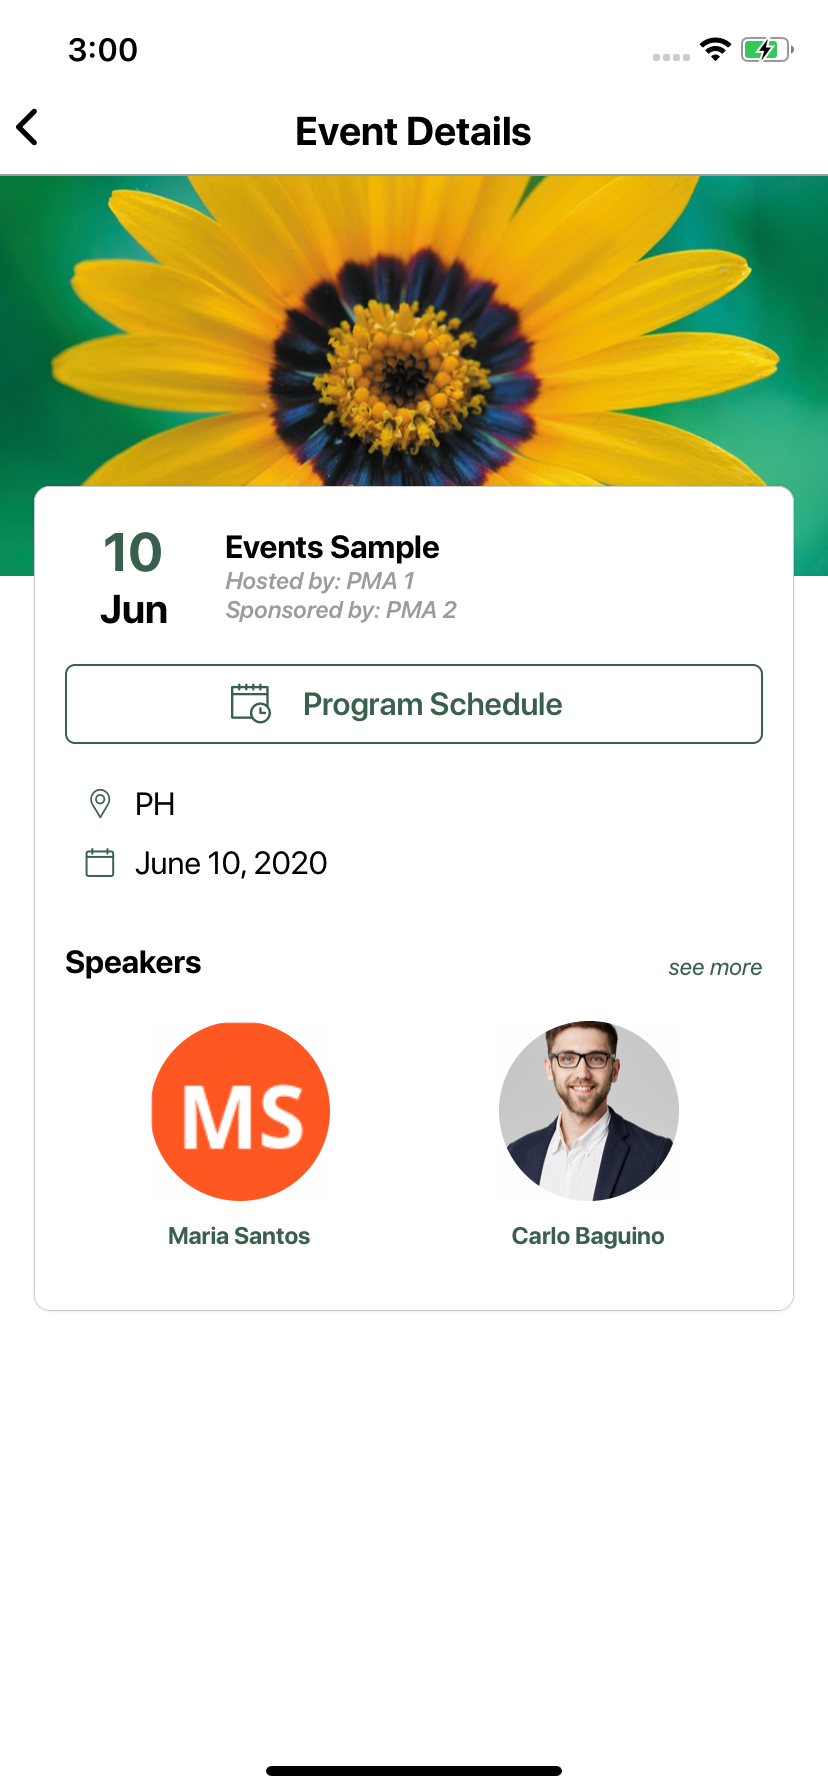 3:00
Event Details
10
Jun
Events Sample
Hosted by: PMA 1
Sponsored by: PMA 2
Program Schedule
PH
June 10, 2020
Speakers
see more
MS
Maria Santos
Carlo Baguino